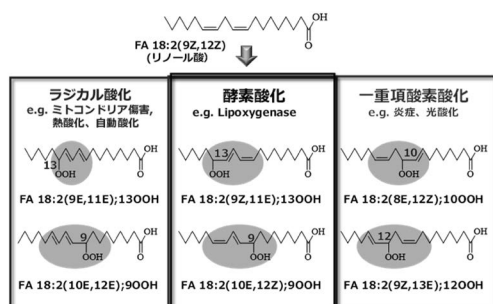 OH
O
FA 18:2(9Z,12Z)
(リノール酸)
ラジカル酸化
e.g. ミトコンドリア傷害,
熱酸化、自動酸化
13
OOH
OH
O
FA 18:2(9E,11E);13OOH
9
OOH
OH
O
FA 18:2(10E,12E);9OOH
酵素酸化
e.g. Lipoxygenase
13
OOH
OH
O
FA 18:2(9Z,11E);13OOH
9
OOH
OH
O
FA 18:2(10E,12Z);9OOH
一重項酸素酸化
e.g. 炎症、光酸化
10
OOH
OH
O
FA 18:2(8E,12Z);10OOH
12
OOH
OH
O
FA 18:2(9Z,13E);12OOH